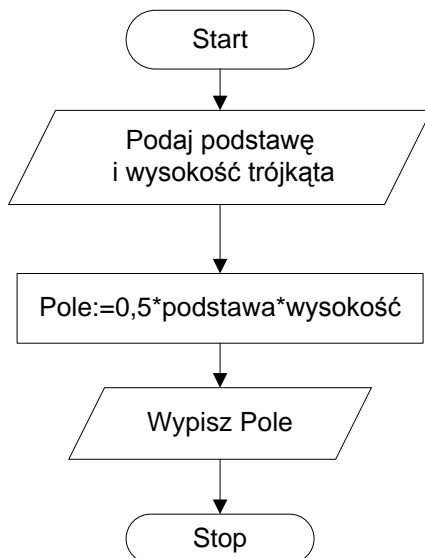 Start
Podaj podstawę
i wysokość trójkąta
Pole:=0,5*podstawa*wysokość
Wypisz Pole
Stop